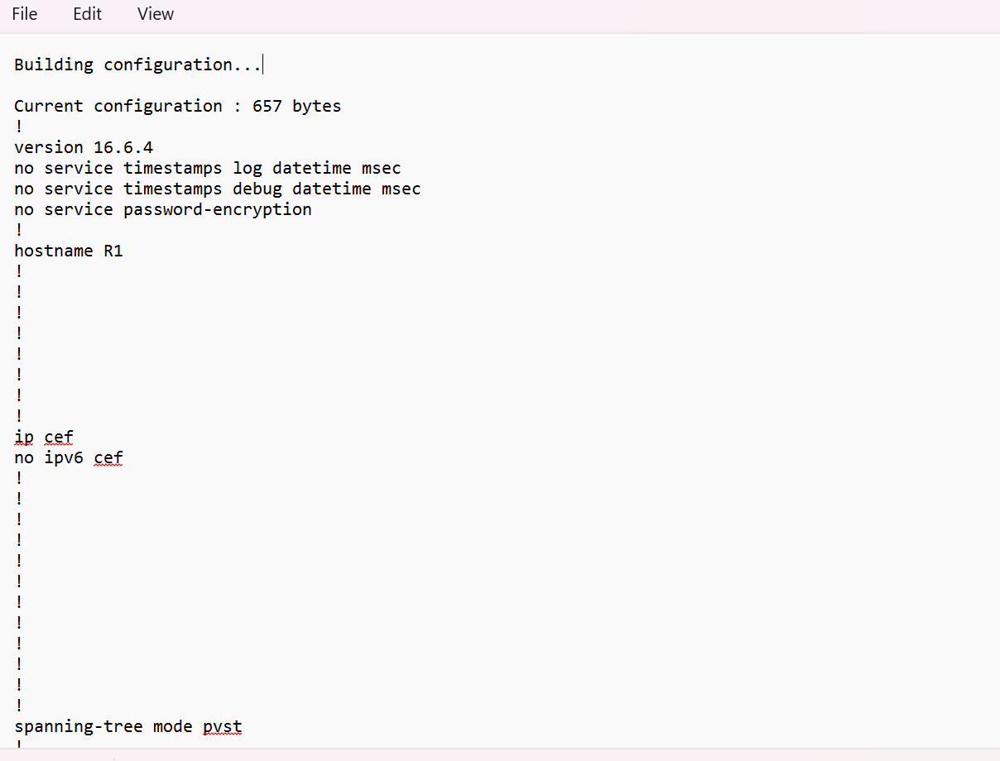 File Edit View
Building configuration...
Current configuration : 657 bytes
!
version 16.6.4
no service timestamps log datetime msec
no service timestamps debug datetime msec
no service password-encryption
!
hostname R1
!
!
!
!
!
!
!
!
ip cef
no ipv6 cef
!
!
!
!
!
!
!
!
!
!
!
!
spanning-tree mode pvst
!